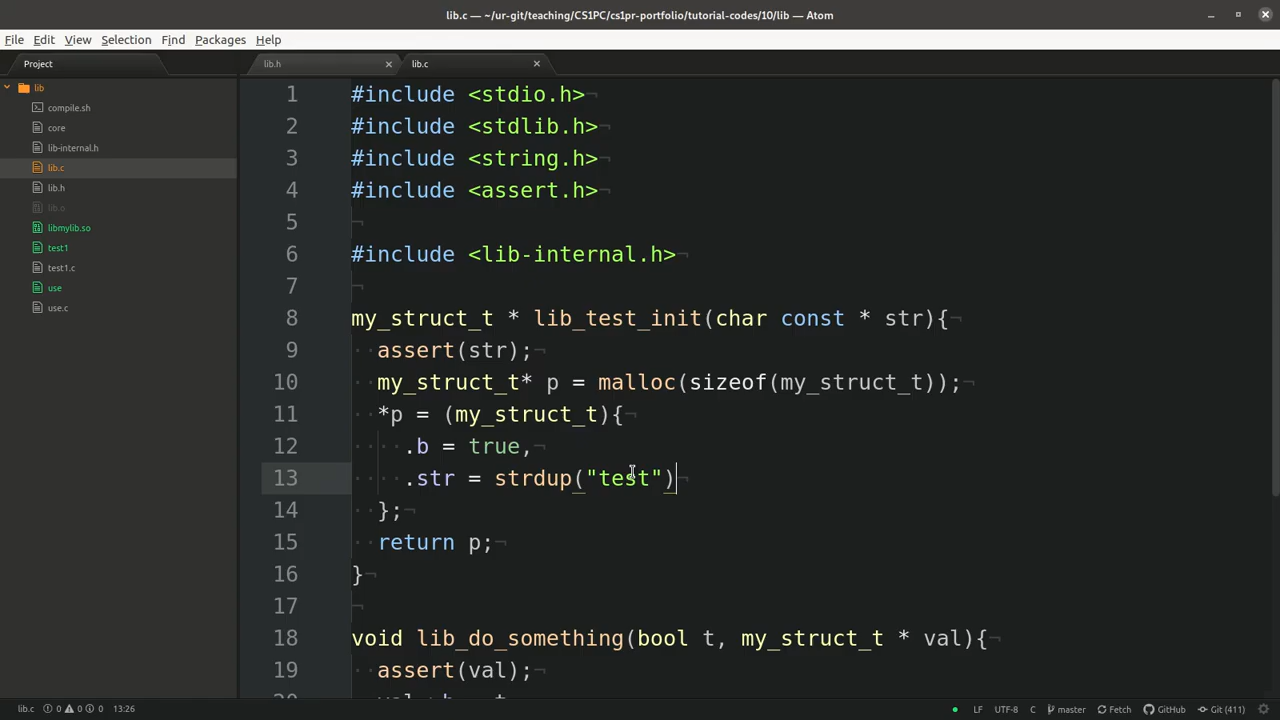 lib.c — ~/ur-git/teaching/CS1PC/cs1pr-portfolio/tutorial-codes/10/lib — Atom
File Edit View Selection Find Packages Help
Project
lib
compile.sh
core
lib-internal.h
lib.c
lib.h
lib.o
libmylib.so
test1
test1.c
use
use.c
lib.h lib.c
1 #include <stdio.h>¬
2 #include <stdlib.h>¬
3 #include <string.h>¬
4 #include <assert.h>¬
5 ¬
6 #include <lib-internal.h>¬
7 ¬
8 my_struct_t * lib_test_init(char const * str){¬
9 ··assert(str);¬
10 ··my_struct_t* p = malloc(sizeof(my_struct_t));¬
11 ··*p = (my_struct_t){¬
12 ····.b = true,¬
13 ····.str = strdup("test")¬
14 ··};¬
15 ··return p;¬
16 }¬
17 ¬
18 void lib_do_something(bool t, my_struct_t * val){¬
19 ··assert(val);¬
lib.c 0 0 0 13:26 LF UTF-8 C master Fetch GitHub Git (411)